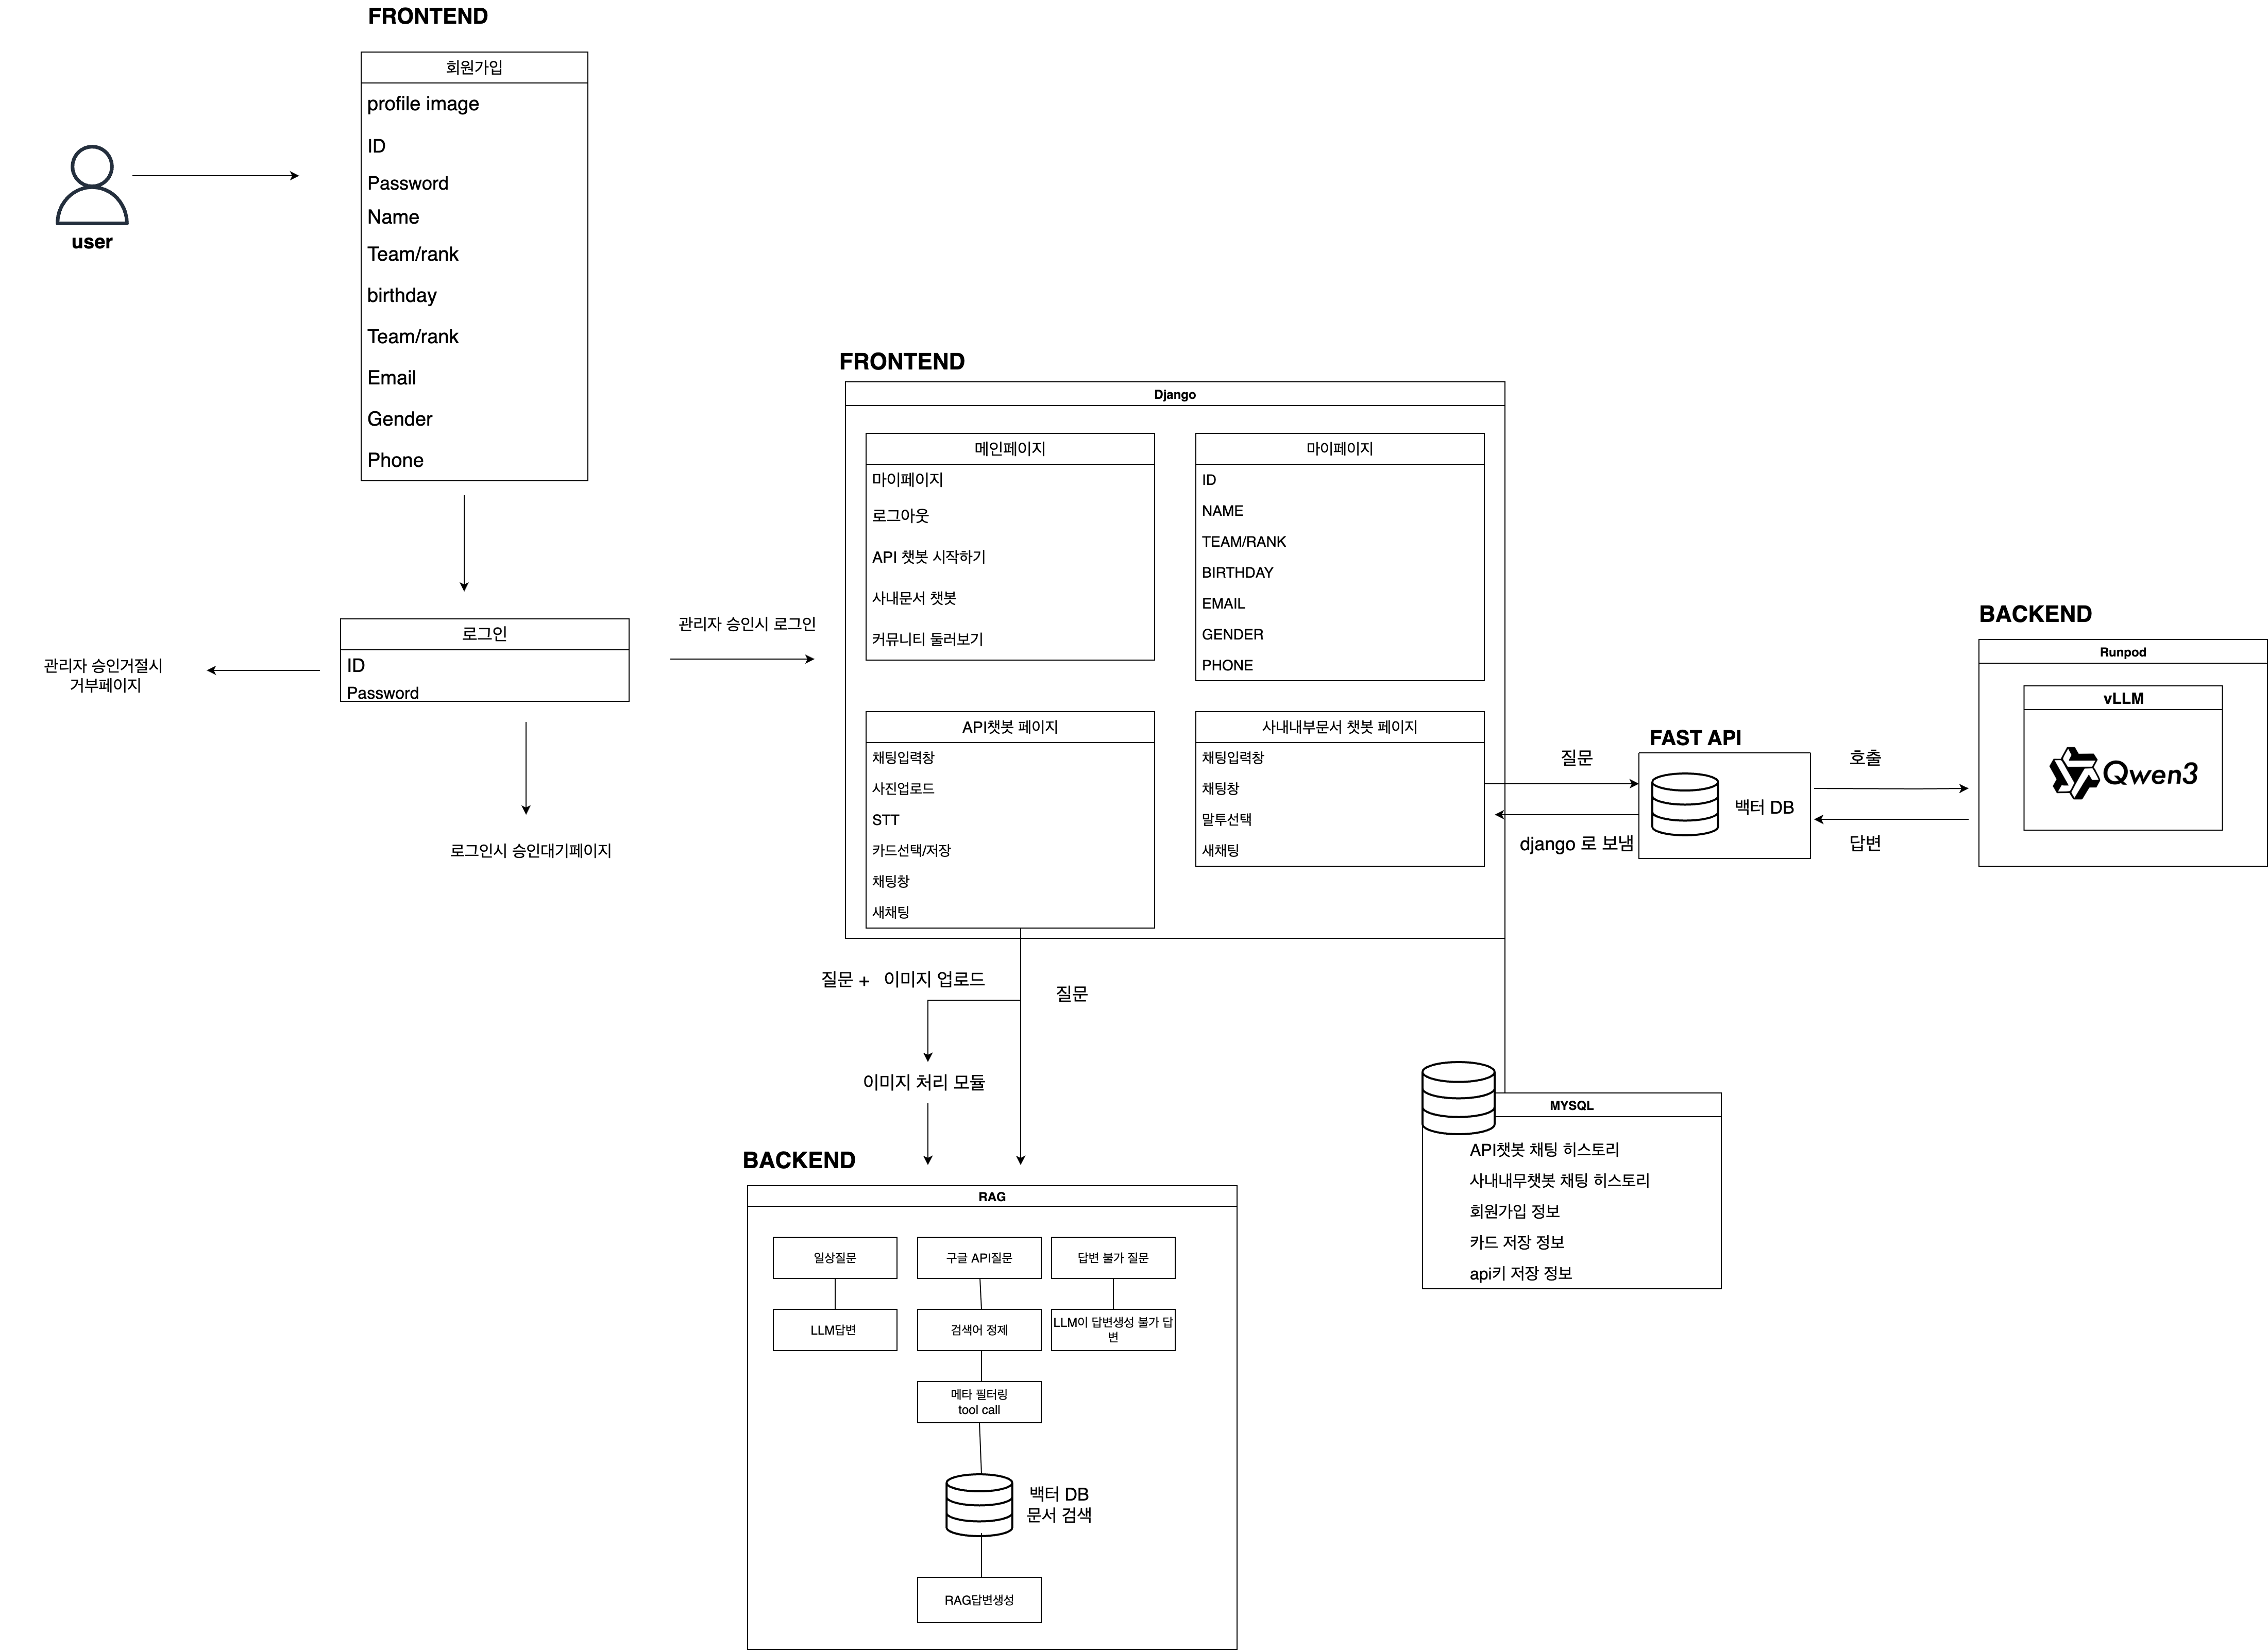 FRONTEND
회원가입
profile image
ID
Password
Name
Team/rank
birthday
Team/rank
Email
Gender
Phone
user
로그인
ID
Password
관리자 승인거절시
거부페이지
로그인시 승인대기페이지
관리자 승인시 로그인
FRONTEND
Django
메인페이지
마이페이지
로그아웃
API 챗봇 시작하기
사내문서 챗봇
커뮤니티 둘러보기
마이페이지
ID
NAME
TEAM/RANK
BIRTHDAY
EMAIL
GENDER
PHONE
API챗봇 페이지
채팅입력창
사진업로드
STT
카드선택/저장
채팅창
새채팅
사내내부문서 챗봇 페이지
채팅입력창
채팅창
말투선택
새채팅
질문
django 로 보냄
FAST API
백터 DB
호출
답변
BACKEND
Runpod
vLLM
Qwen3
질문 + 이미지 업로드
질문
이미지 처리 모듈
BACKEND
RAG
일상질문
구글 API질문
답변 불가 질문
LLM답변
검색어 정제
LLM이 답변생성 불가 답
변
메타 필터링
tool call
백터 DB
문서 검색
RAG답변생성
MYSQL
API챗봇 채팅 히스토리
사내내무챗봇 채팅 히스토리
회원가입 정보
카드 저장 정보
api키 저장 정보